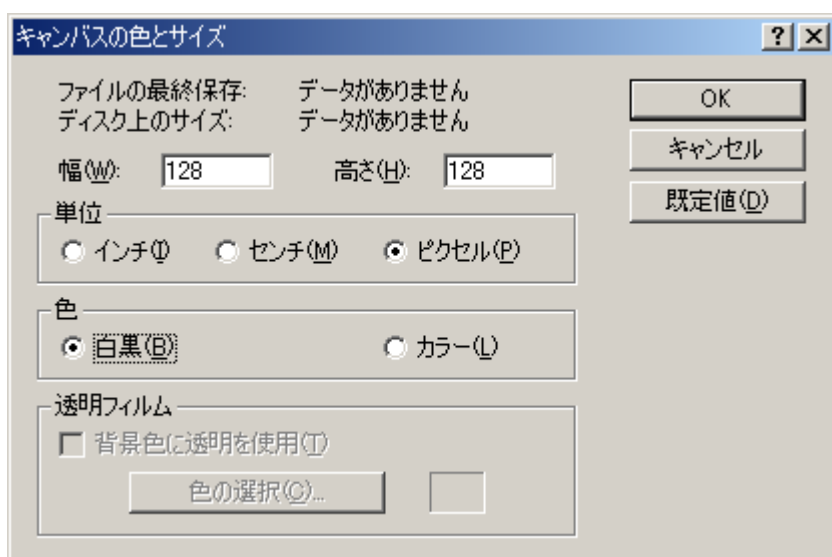 キャンバスの色とサイズ
ファイルの最終保存: データがありません
ディスク上のサイズ: データがありません
幅(W): 128 高さ(H): 128
OK
キャンセル
既定値(D)
単位
インチ(I) センチ(M) ピクセル(P)
色
白黒(B) カラー(L)
透明フィルム
背景色に透明を使用(T)
色の選択(C)...